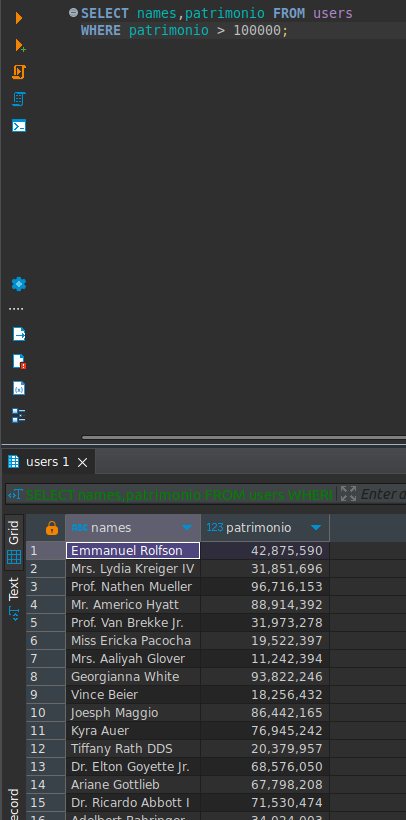 SELECT names,patrimonio FROM users
WHERE patrimonio > 100000;
users 1
SELECT names,patrimonio FROM users WHERE
Enter a
Grid
Text
ecord
ABC names
123 patrimonio
1 Emmanuel Rolfson 42,875,590
2 Mrs. Lydia Kreiger IV 31,851,696
3 Prof. Nathen Mueller 96,716,153
4 Mr. Americo Hyatt 88,914,392
5 Prof. Van Brekke Jr. 31,973,278
6 Miss Ericka Pacocha 19,522,397
7 Mrs. Aaliyah Glover 11,242,394
8 Georgianna White 93,822,246
9 Vince Beier 18,256,432
10 Joesph Maggio 86,442,165
11 Kyra Auer 76,945,242
12 Tiffany Rath DDS 20,379,957
13 Dr. Elton Goyette Jr. 68,576,050
14 Ariane Gottlieb 67,798,208
15 Dr. Ricardo Abbott I 71,530,474
16 Adelbert